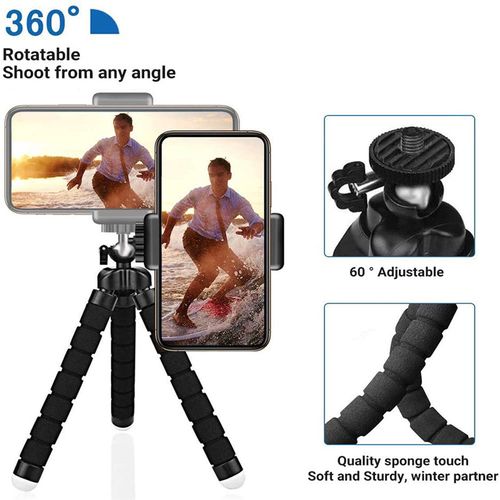 360°
Rotatable
Shoot from any angle
60 ° Adjustable
Quality sponge touch
Soft and Sturdy, winter partner